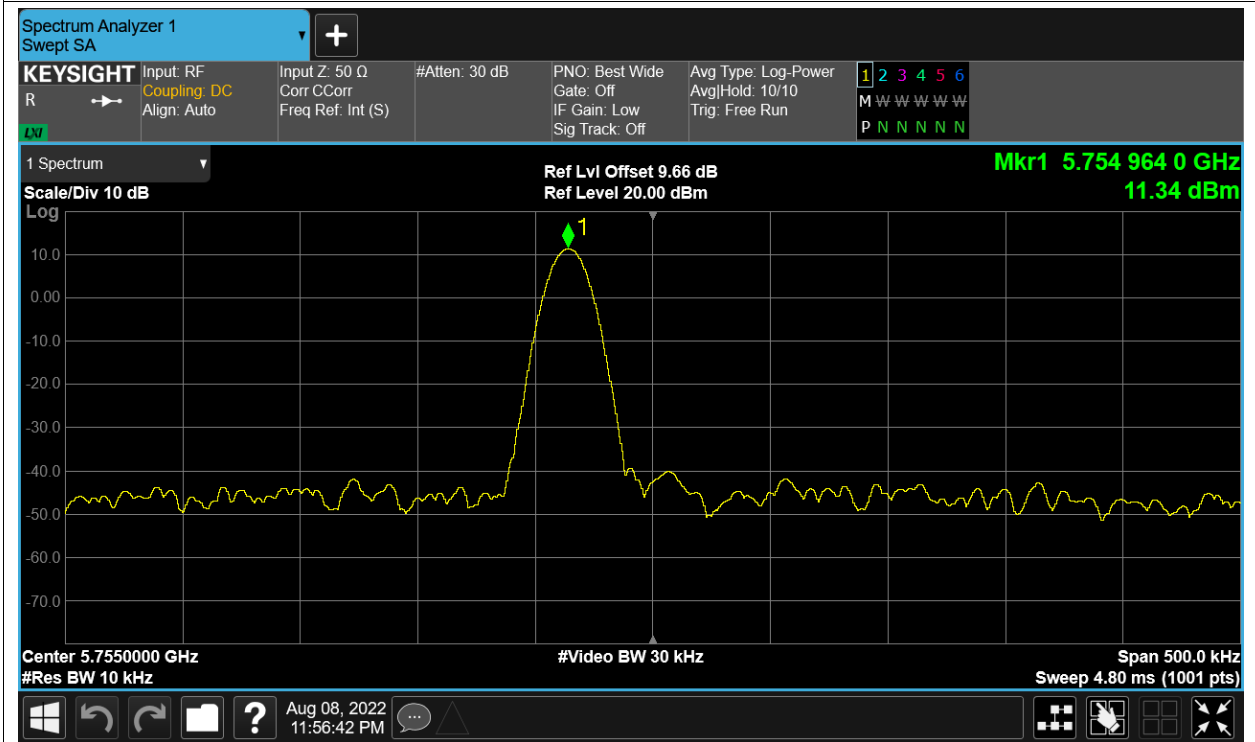 Spectrum Analyzer 1
Swept SA
KEYSIGHT
R
LXI
Input: RF
Coupling: DC
Align: Auto
Input Z: 50 Ω
Corr CCorr
Freq Ref: Int (S)
#Atten: 30 dB
PNO: Best Wide
Gate: Off
IF Gain: Low
Sig Track: Off
Avg Type: Log-Power
Avg|Hold: 10/10
Trig: Free Run
1 2 3 4 5 6
M W W W W W
P N N N N N
1 Spectrum
Scale/Div 10 dB
Log
Ref Lvl Offset 9.66 dB
Ref Level 20.00 dBm
Mkr1 5.754 964 0 GHz
11.34 dBm
1
10.0
0.00
-10.0
-20.0
-30.0
-40.0
-50.0
-60.0
-70.0
Center 5.7550000 GHz
#Res BW 10 kHz
#Video BW 30 kHz
Span 500.0 kHz
Sweep 4.80 ms (1001 pts)
?
Aug 08, 2022
11:56:42 PM